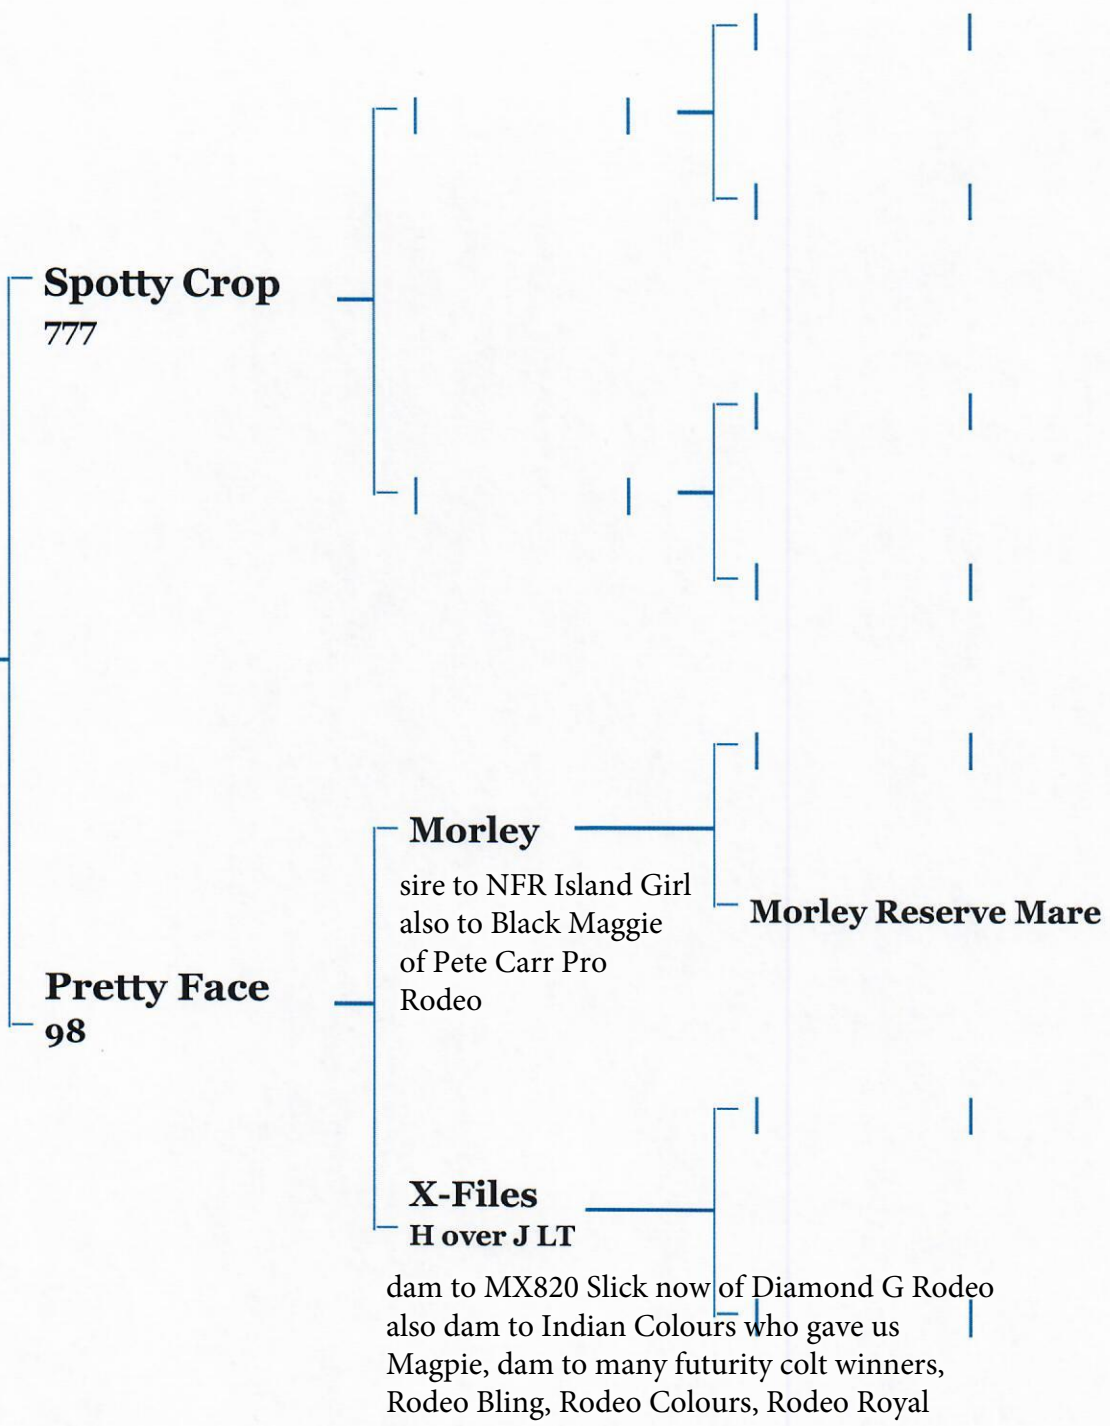 Spotty Crop
777
Morley
sire to NFR Island Girl
also to Black Maggie
of Pete Carr Pro
Rodeo
Morley Reserve Mare
Pretty Face
98
X-Files
H over J LT
dam to MX820 Slick now of Diamond G Rodeo
also dam to Indian Colours who gave us
Magpie, dam to many futurity colt winners,
Rodeo Bling, Rodeo Colours, Rodeo Royal